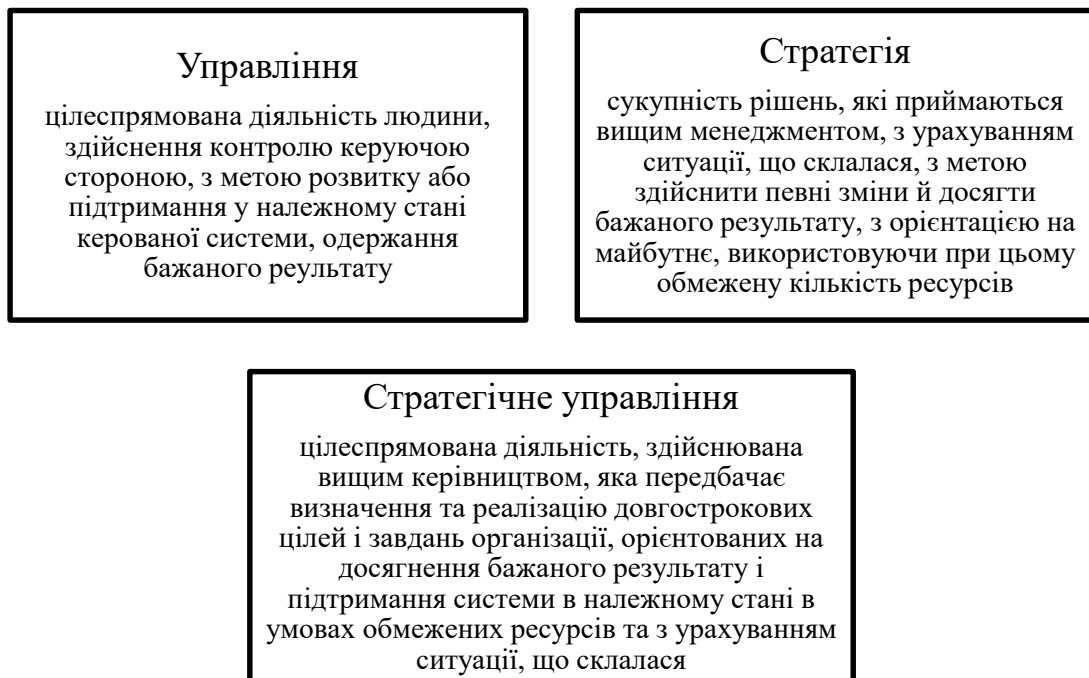 Управління
цілеспрямована діяльність людини,
здійснення контролю керуючою
стороною, з метою розвитку або
підтримання у належному стані
керованої системи, одержання
бажаного реультату
Стратегія
сукупність рішень, які приймаються
вищим менеджментом, з урахуванням
ситуації, що склалася, з метою
здійснити певні зміни й досягти
бажаного результату, з орієнтацією на
майбутнє, використовуючи при цьому
обмежену кількість ресурсів
Стратегічне управління
цілеспрямована діяльність, здійснювана
вищим керівництвом, яка передбачає
визначення та реалізацію довгострокових
цілей і завдань організації, орієнтованих на
досягнення бажаного результату і
підтримання системи в належному стані в
умовах обмежених ресурсів та з урахуванням
ситуації, що склалася